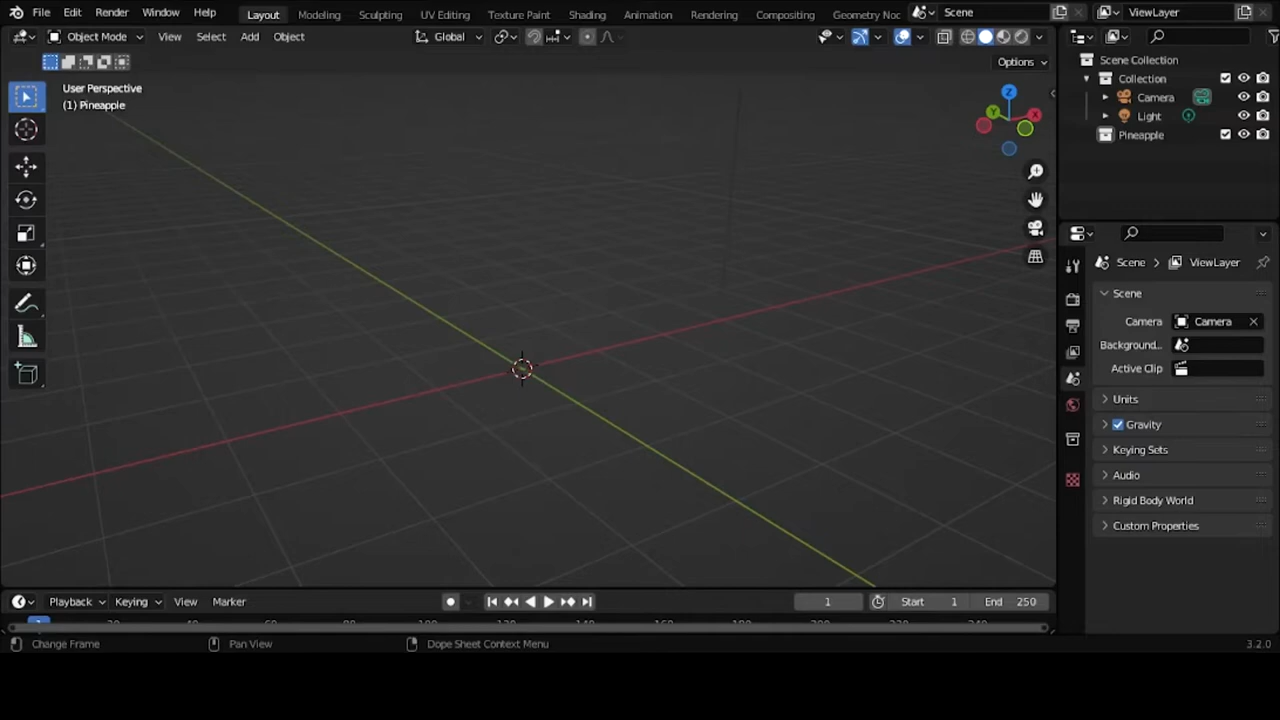 File Edit Render Window Help Layout Modeling Sculpting UV Editing Texture Paint Shading Animation Rendering Compositing Geometry Noc Scene ViewLayer
Object Mode View Select Add Object Global
Options
User Perspective
(1) Pineapple
Z
Y
X
Scene Collection
Collection
Camera
Light
Pineapple
Scene > ViewLayer
Scene
Camera Camera
Background...
Active Clip
Units
Gravity
Keying Sets
Audio
Rigid Body World
Custom Properties
Playback Keying View Marker 1 Start 1 End 250
Change Frame Pan View Dope Sheet Context Menu 3.2.0